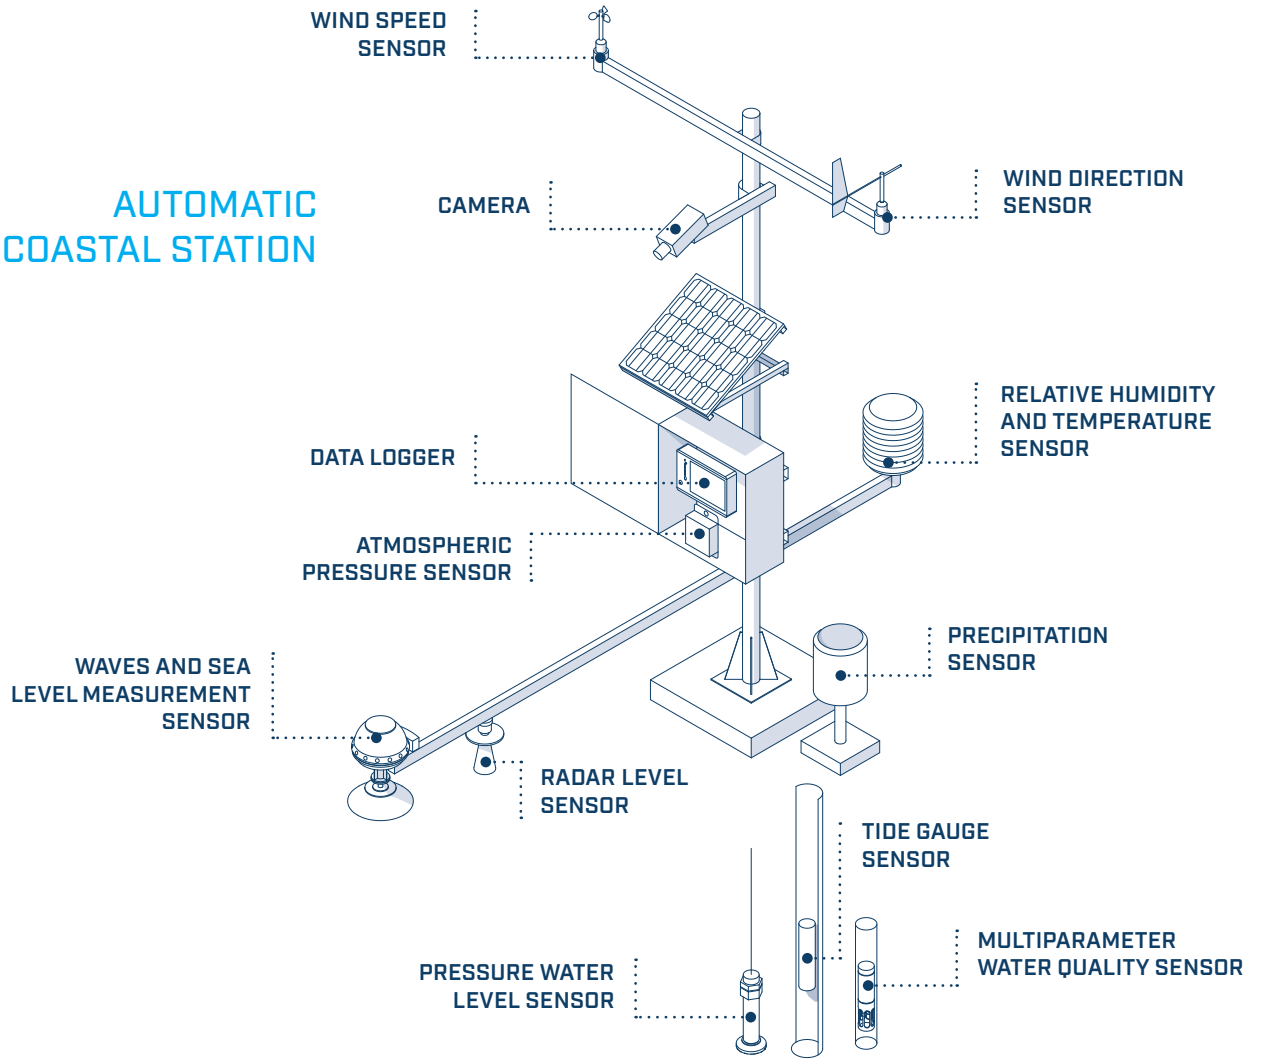 WIND SPEED
SENSOR
AUTOMATIC
COASTAL STATION
CAMERA
WIND DIRECTION
SENSOR
RELATIVE HUMIDITY
AND TEMPERATURE
SENSOR
DATA LOGGER
ATMOSPHERIC
PRESSURE SENSOR
PRECIPITATION
SENSOR
WAVES AND SEA
LEVEL MEASUREMENT
SENSOR
RADAR LEVEL
SENSOR
TIDE GAUGE
SENSOR
MULTIPARAMETER
WATER QUALITY SENSOR
PRESSURE WATER
LEVEL SENSOR